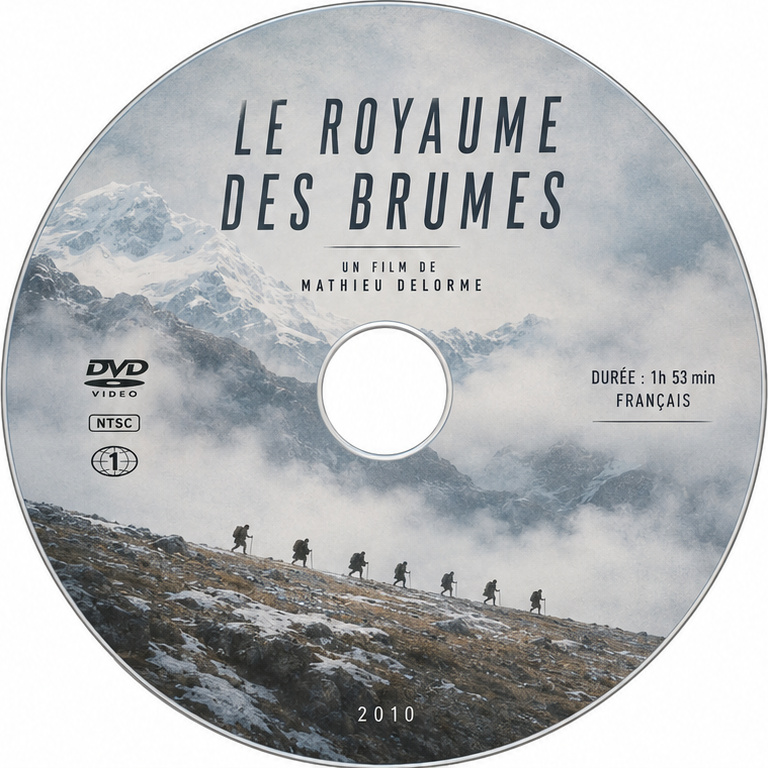 LE ROYAUME
DES BRUMES
UN FILM DE
MATHIEU DELORME
DVD
VIDEO
NTSC
1
DURÉE : 1h 53 min
FRANÇAIS
2010